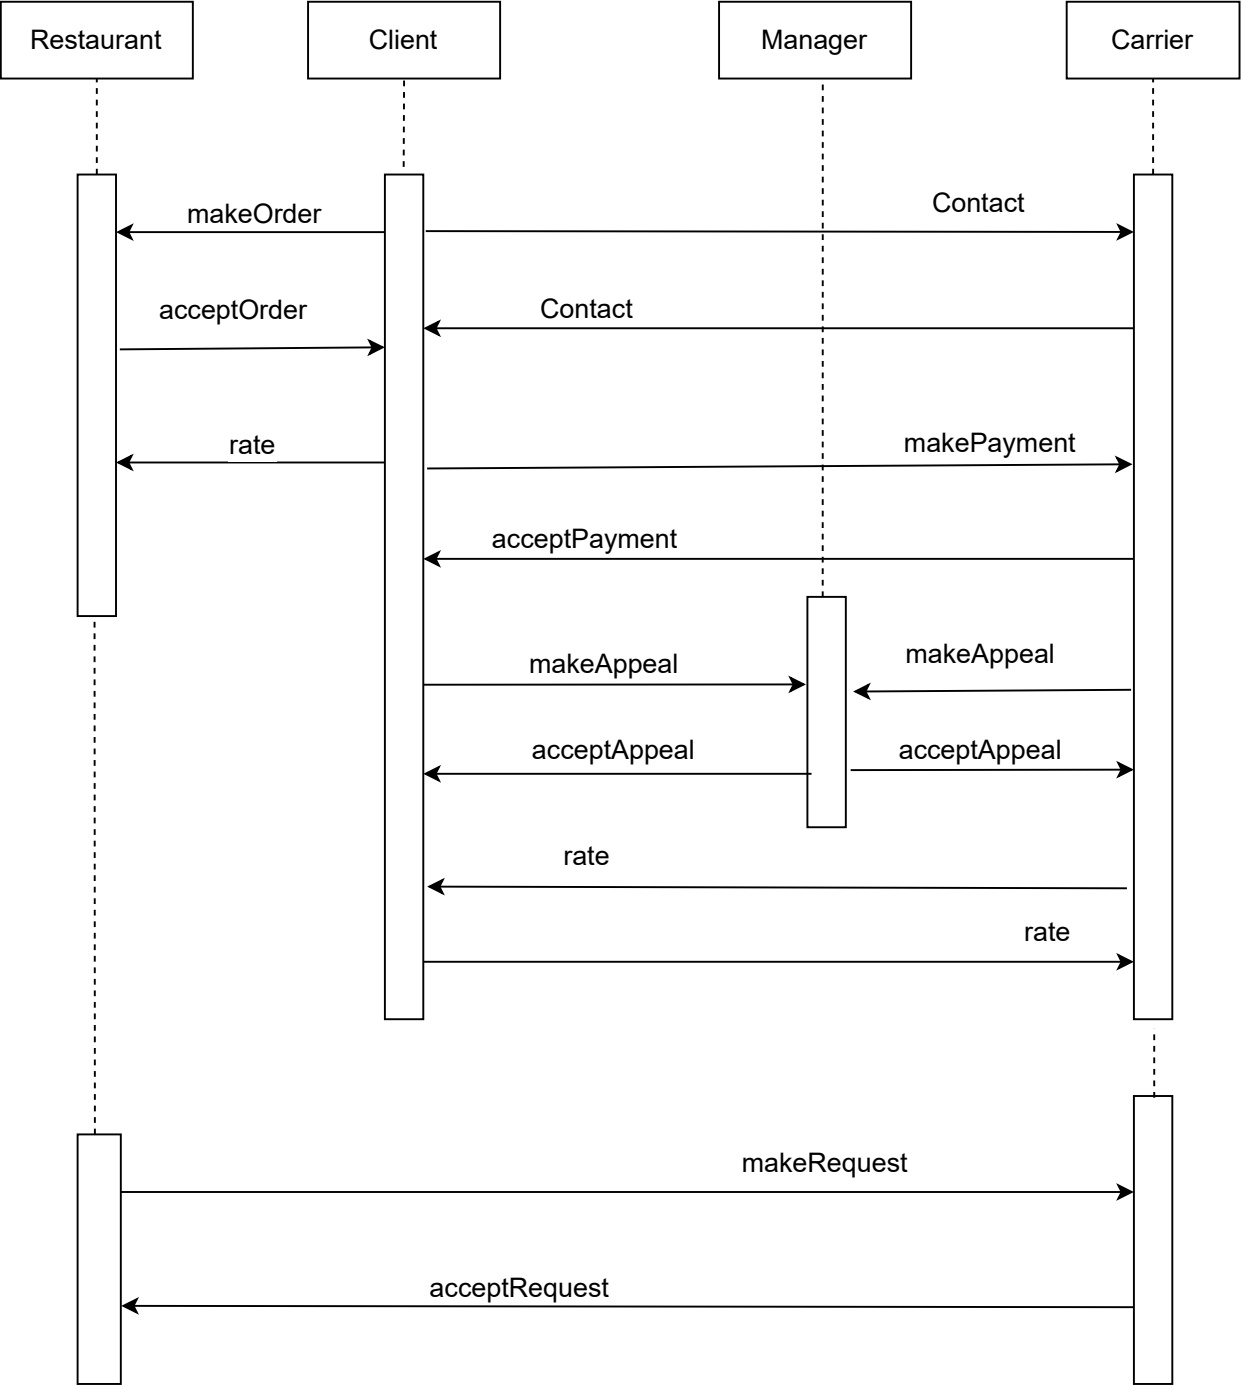 Restaurant
Client
Manager
Carrier
makeOrder
Contact
acceptOrder
Contact
rate
makePayment
acceptPayment
makeAppeal
makeAppeal
acceptAppeal
acceptAppeal
rate
rate
makeRequest
acceptRequest